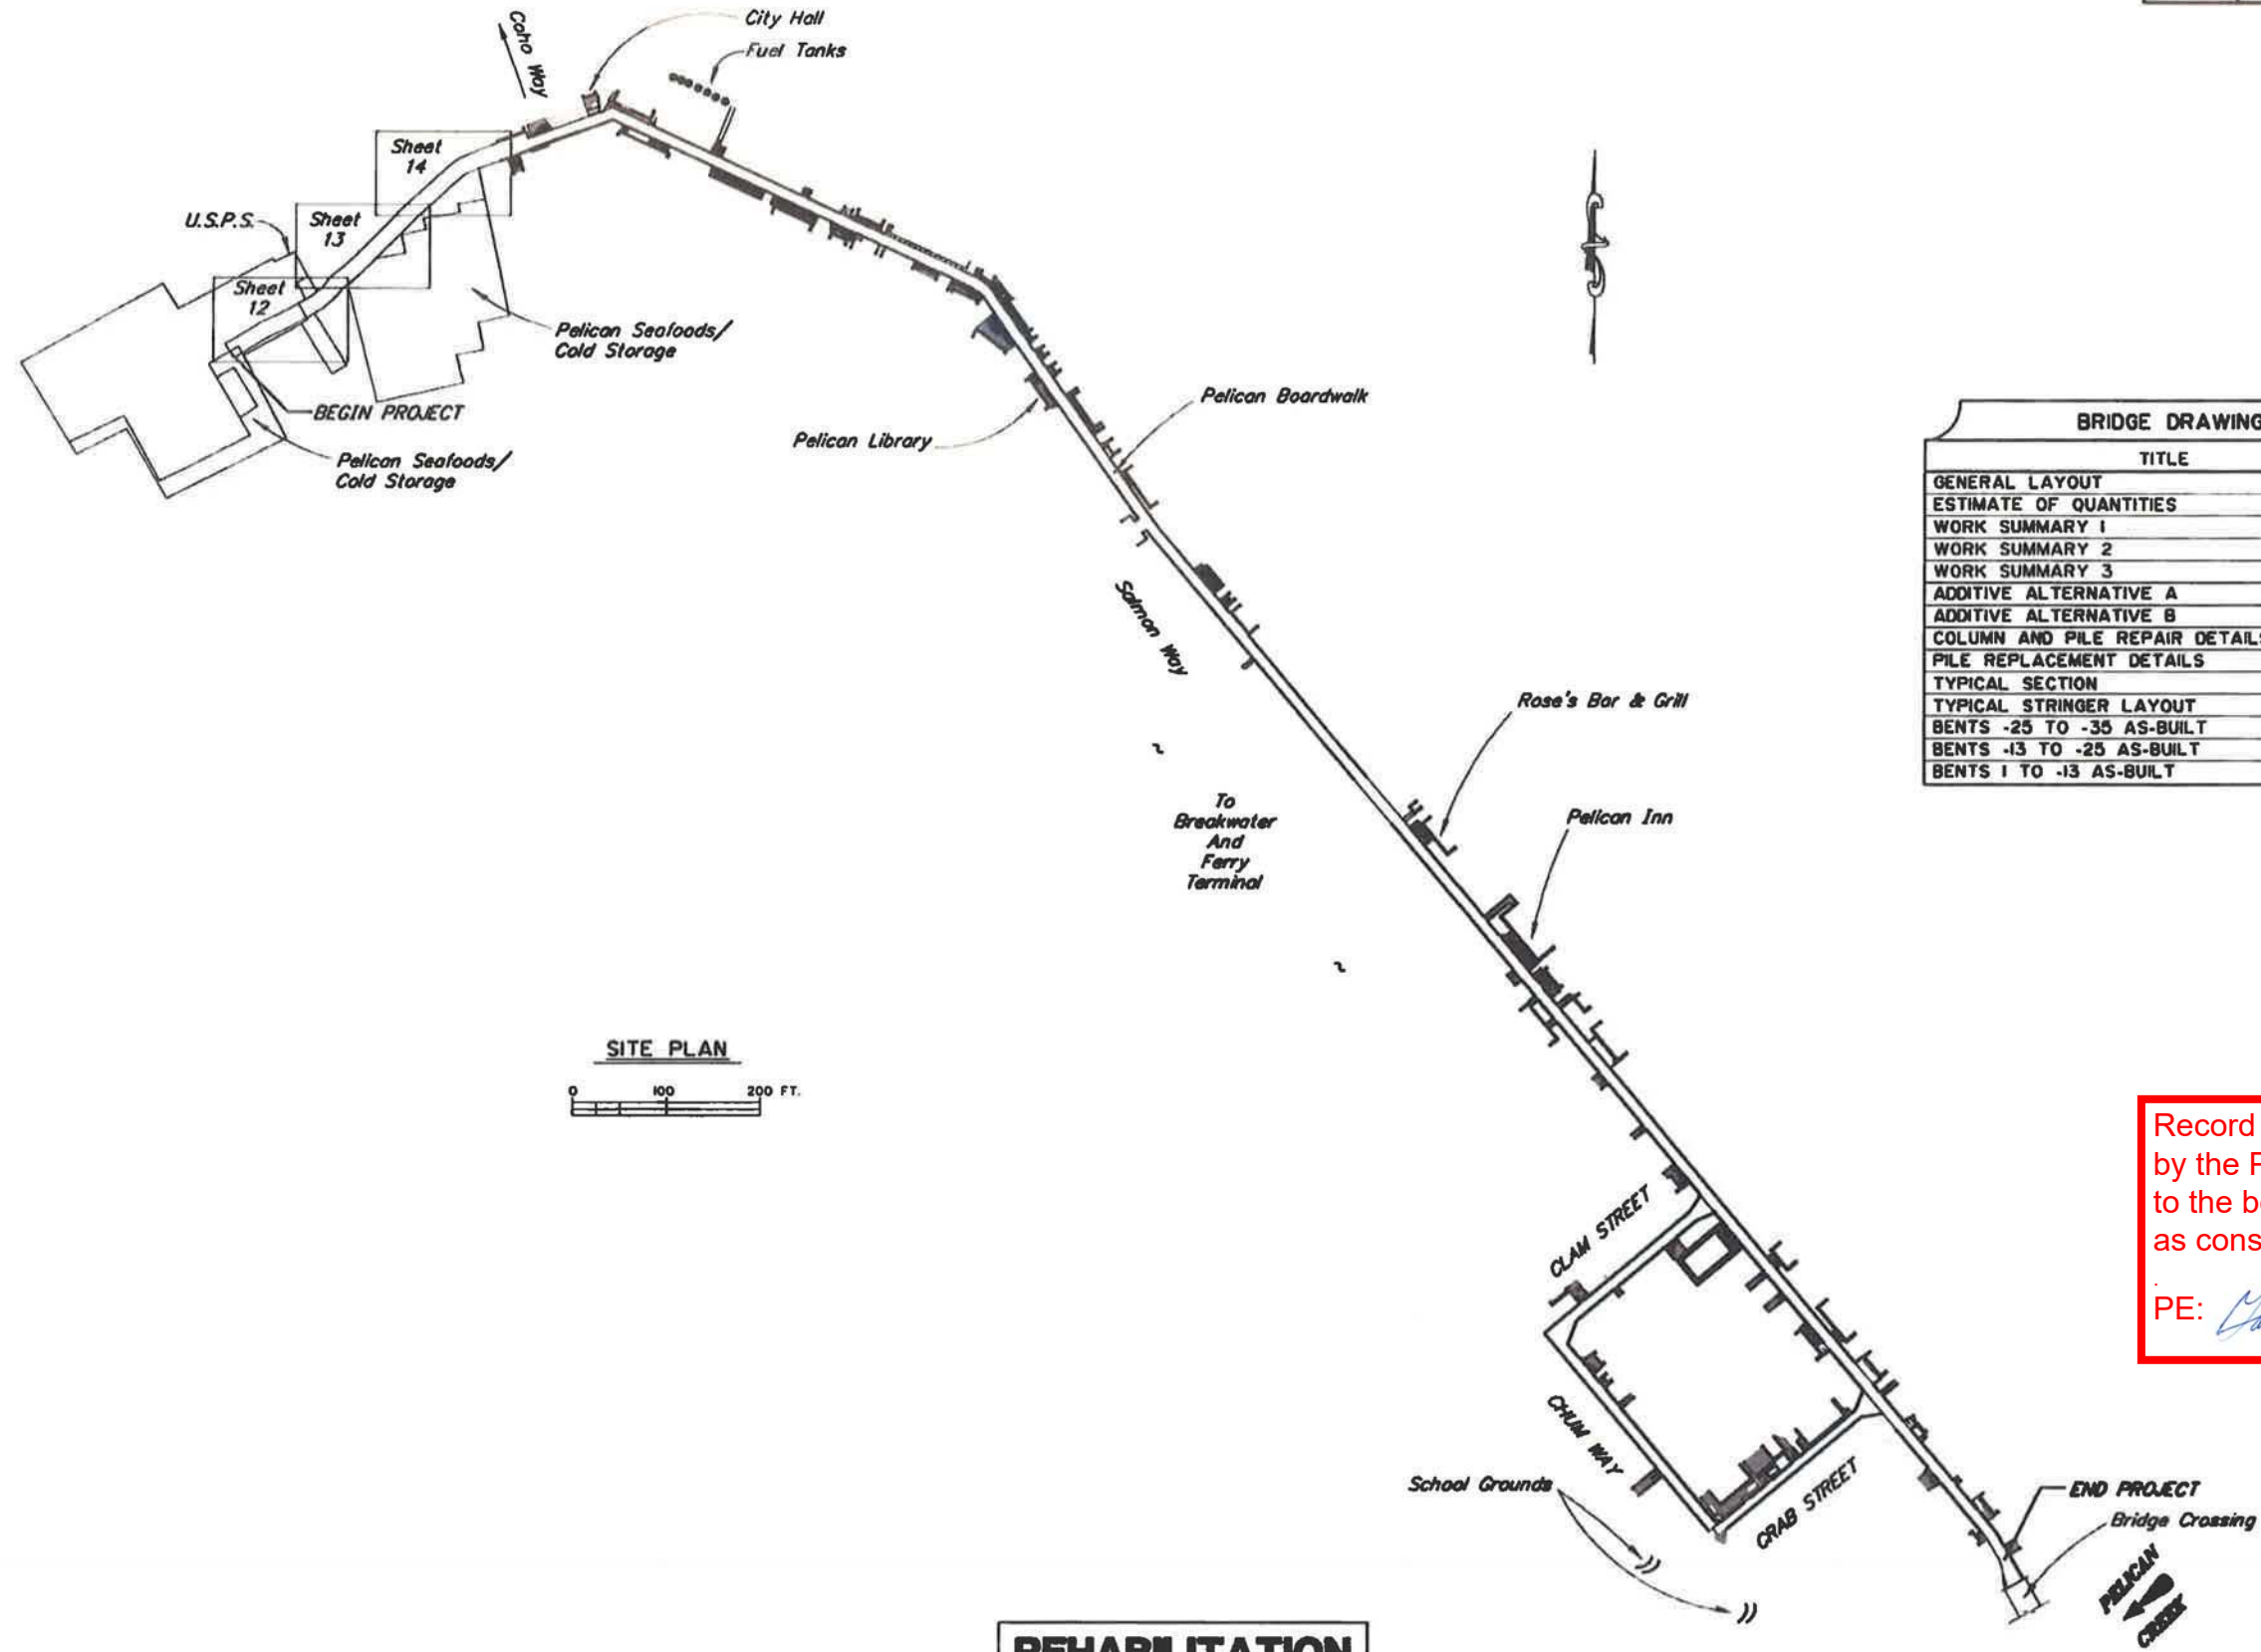 City Hall
Fuel Tanks
Coho Way
Sheet
14
U.S.P.S.
Sheet
13
Sheet
12
Pelican Seafoods/
Cold Storage
BEGIN PROJECT
Pelican Seafoods/
Cold Storage
Pelican Library
Pelican Boardwalk
BRIDGE DRAWING
TITLE
GENERAL LAYOUT
ESTIMATE OF QUANTITIES
WORK SUMMARY 1
WORK SUMMARY 2
WORK SUMMARY 3
ADDITIVE ALTERNATIVE A
ADDITIVE ALTERNATIVE B
COLUMN AND PILE REPAIR DETAILS
PILE REPLACEMENT DETAILS
TYPICAL SECTION
TYPICAL STRINGER LAYOUT
BENTS -25 TO -35 AS-BUILT
BENTS -13 TO -25 AS-BUILT
BENTS 1 TO -13 AS-BUILT
Salmon Way
Rose's Bar & Grill
To
Breakwater
And
Ferry
Terminal
Pelican Inn
SITE PLAN
0 100 200 FT.
Record
by the
to the
as cons
PE:
CLAM STREET
CHUM WAY
CRAB STREET
School Grounds
END PROJECT
Bridge Crossing
PELICAN
CREEK
REHABILITATION